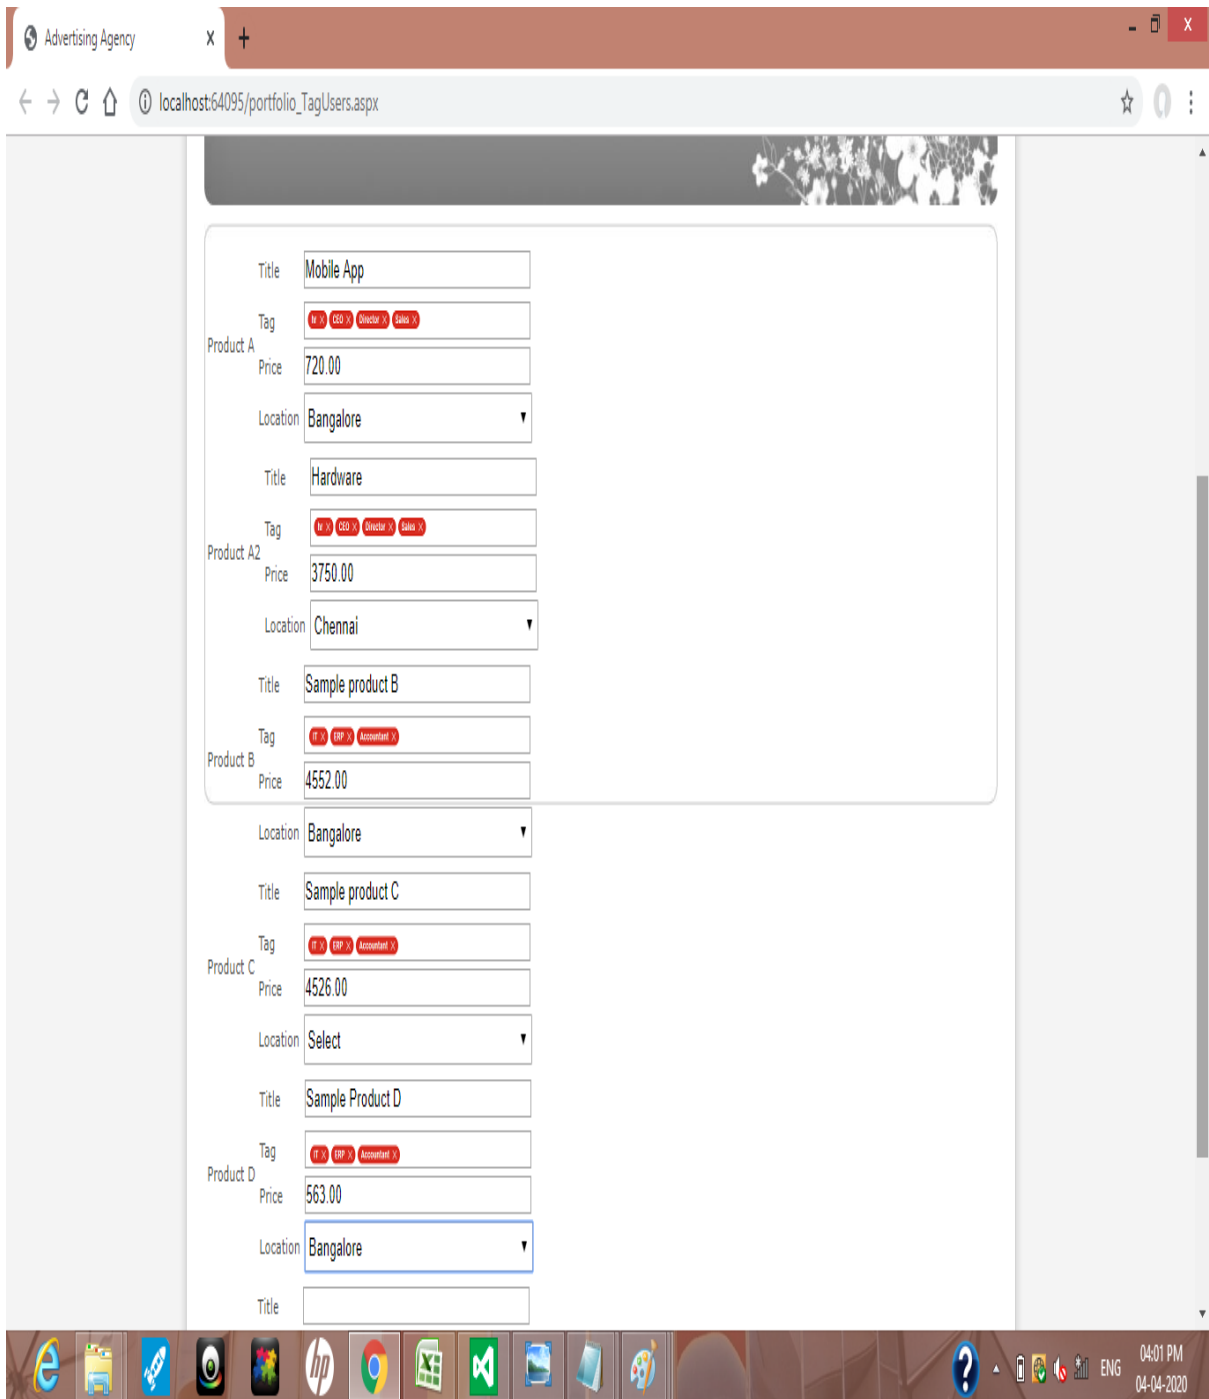 Advertising Agency
localhost:64095/portfolio_TagUsers.aspx
Title Mobile App
Tag hr CEO Director Sales
Product A
Price 720.00
Location Bangalore
Title Hardware
Tag hr CEO Director Sales
Product A2
Price 3750.00
Location Chennai
Title Sample product B
Tag IT ERP Accountant
Product B
Price 4552.00
Location Bangalore
Title Sample product C
Tag IT ERP Accountant
Product C
Price 4526.00
Location Select
Title Sample Product D
Tag IT ERP Accountant
Product D
Price 563.00
Location Bangalore
Title
hp
ENG
04:01 PM
04-04-2020